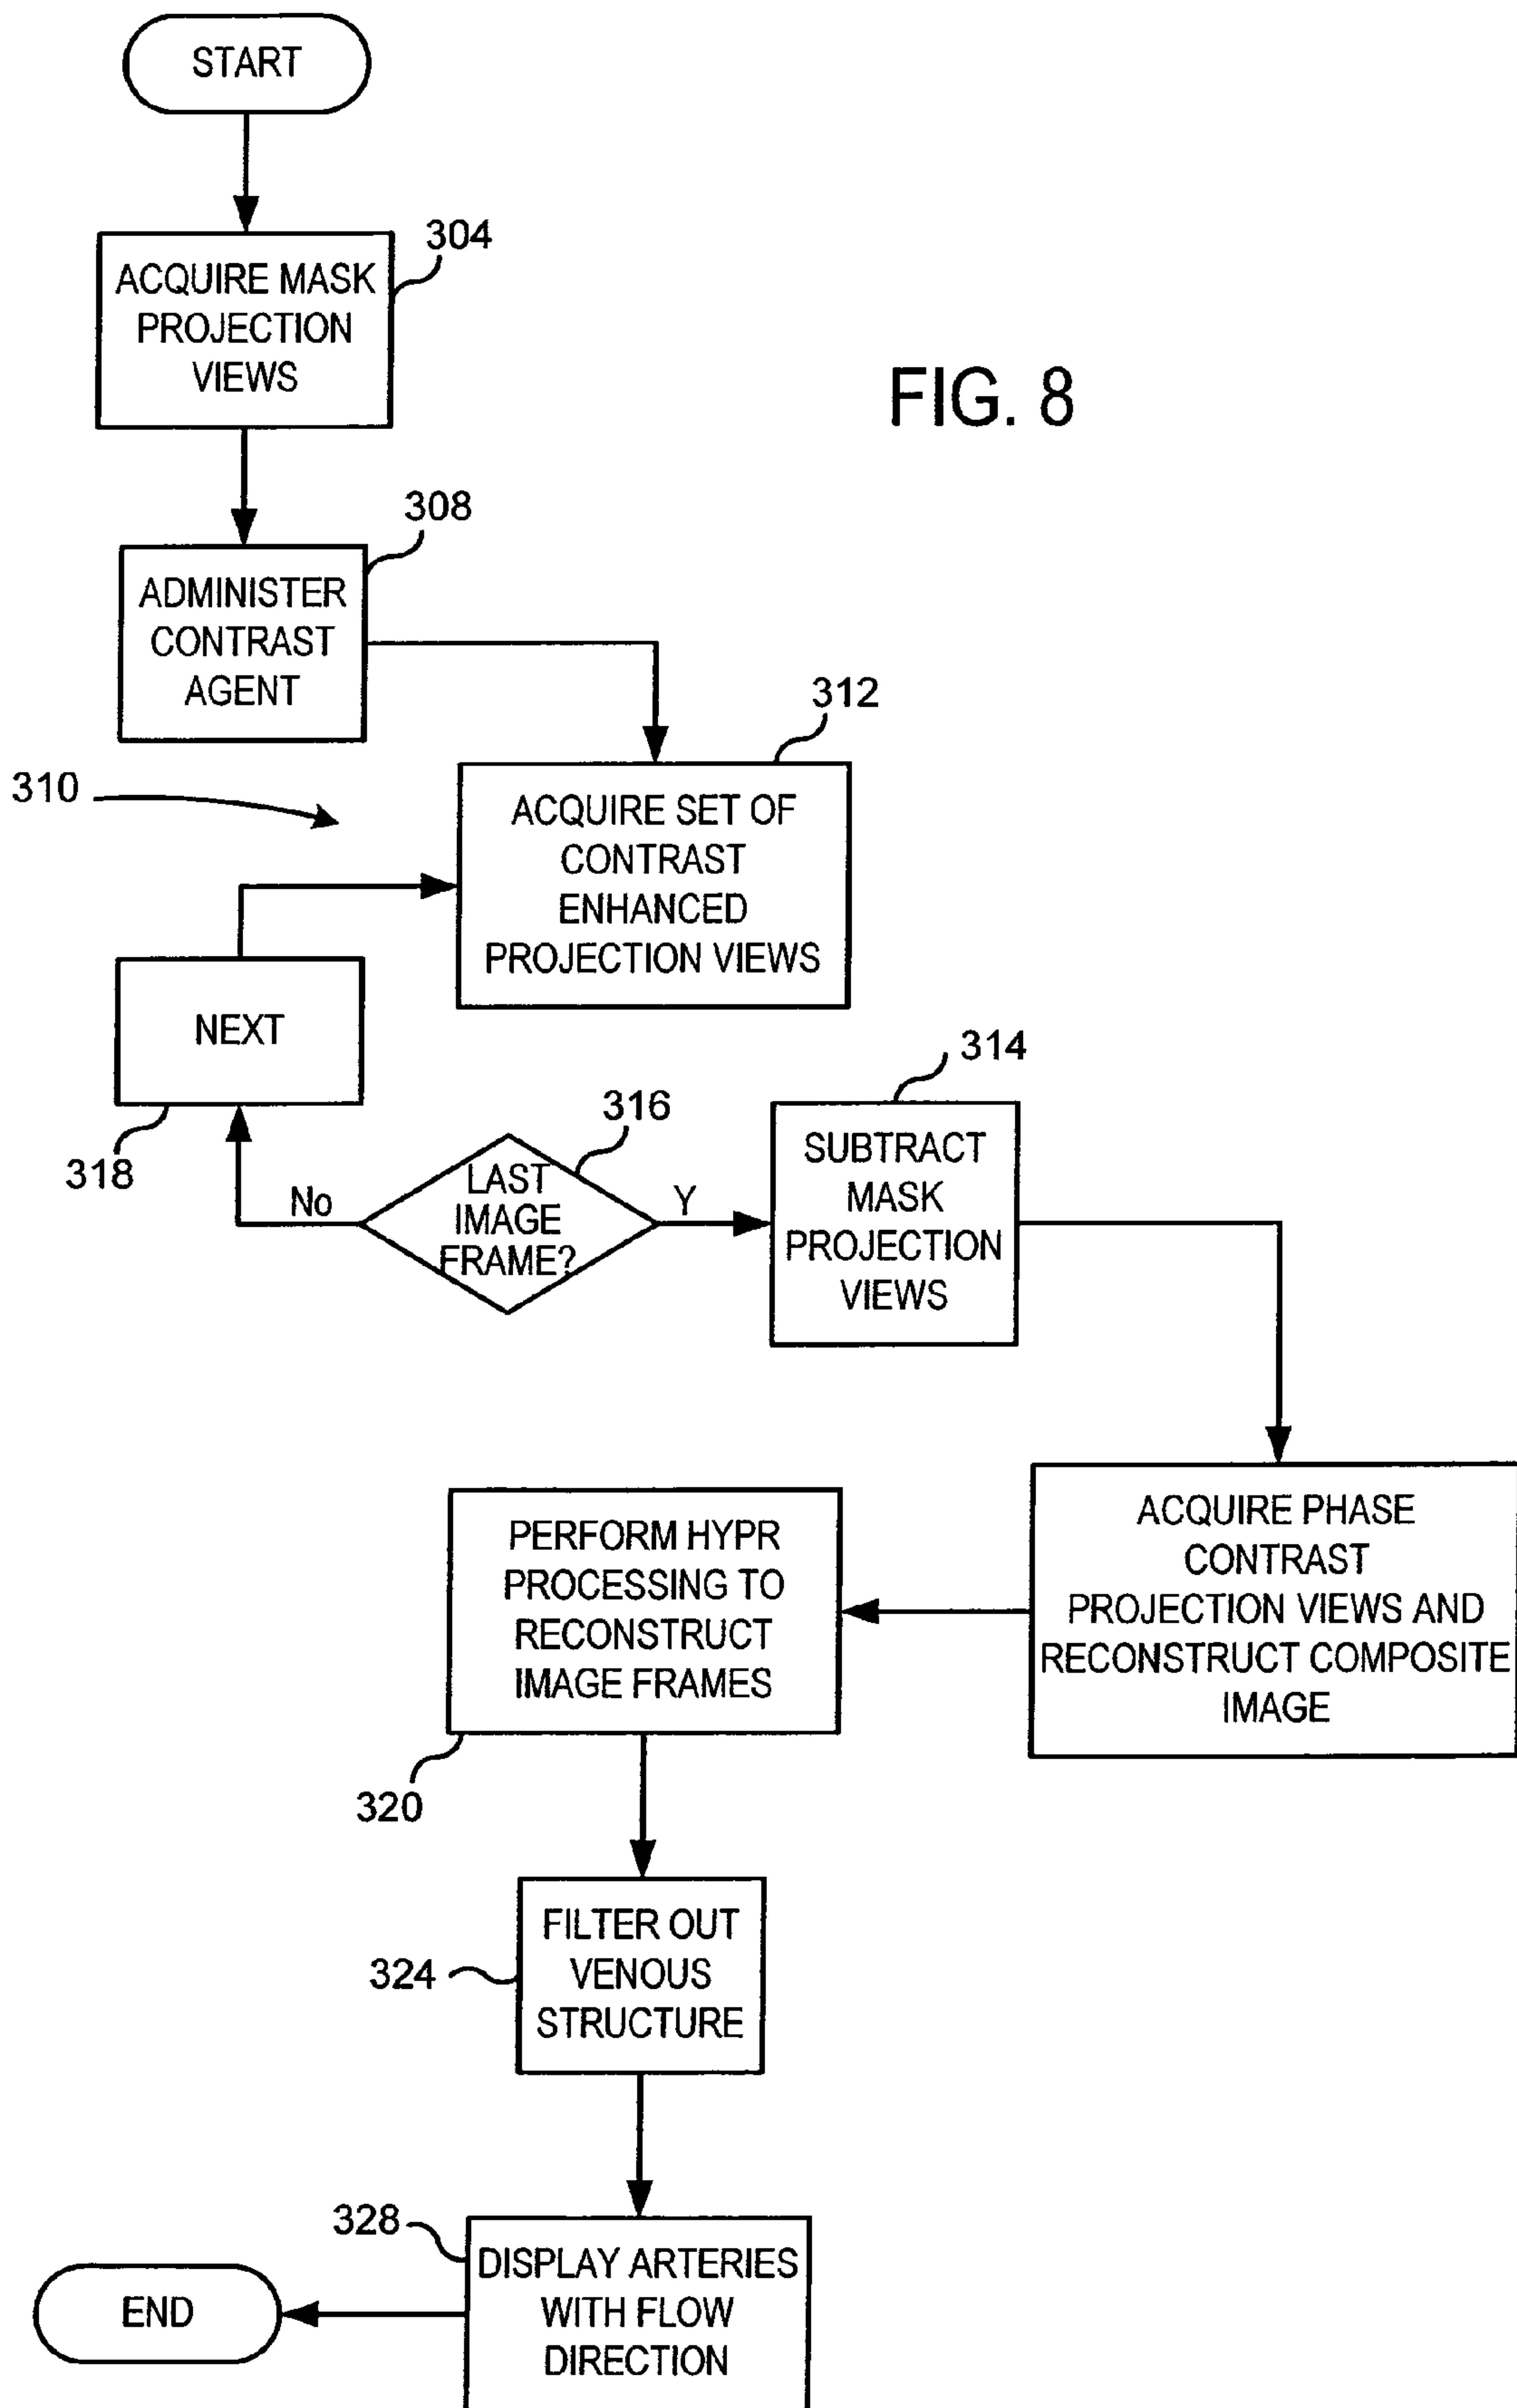 START
304
ACQUIRE MASK
PROJECTION
VIEWS
FIG. 8
308
ADMINISTER
CONTRAST
AGENT
312
310
ACQUIRE SET OF
CONTRAST
ENHANCED
PROJECTION VIEWS
NEXT
318
316
LAST
IMAGE
FRAME?
No
Y
314
SUBTRACT
MASK
PROJECTION
VIEWS
ACQUIRE PHASE
CONTRAST
PROJECTION VIEWS AND
RECONSTRUCT COMPOSITE
IMAGE
PERFORM HYPR
PROCESSING TO
RECONSTRUCT
IMAGE FRAMES
320
FILTER OUT
VENOUS
STRUCTURE
324
328
DISPLAY ARTERIES
WITH FLOW
DIRECTION
END